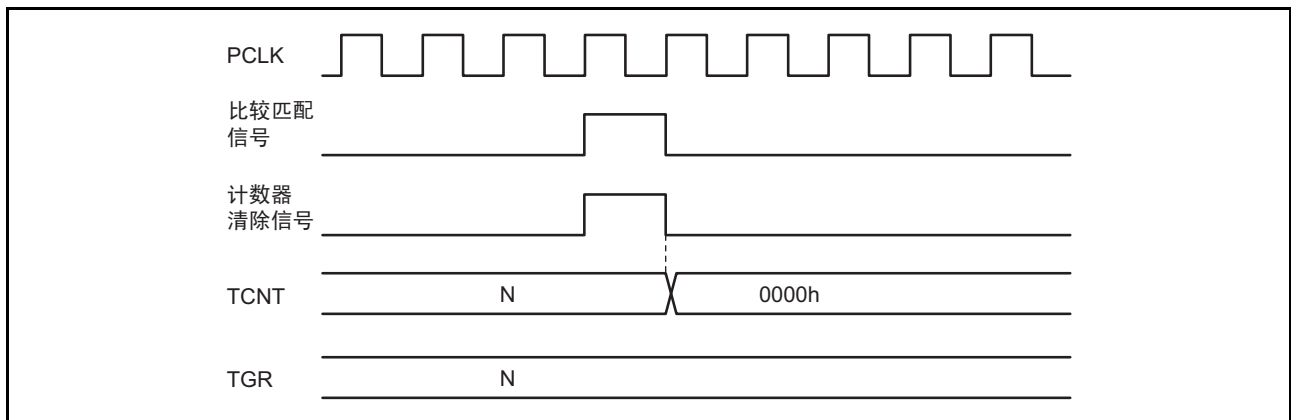 PCLK
比较匹配
信号
计数器
清除信号
TCNT N 0000h
TGR N